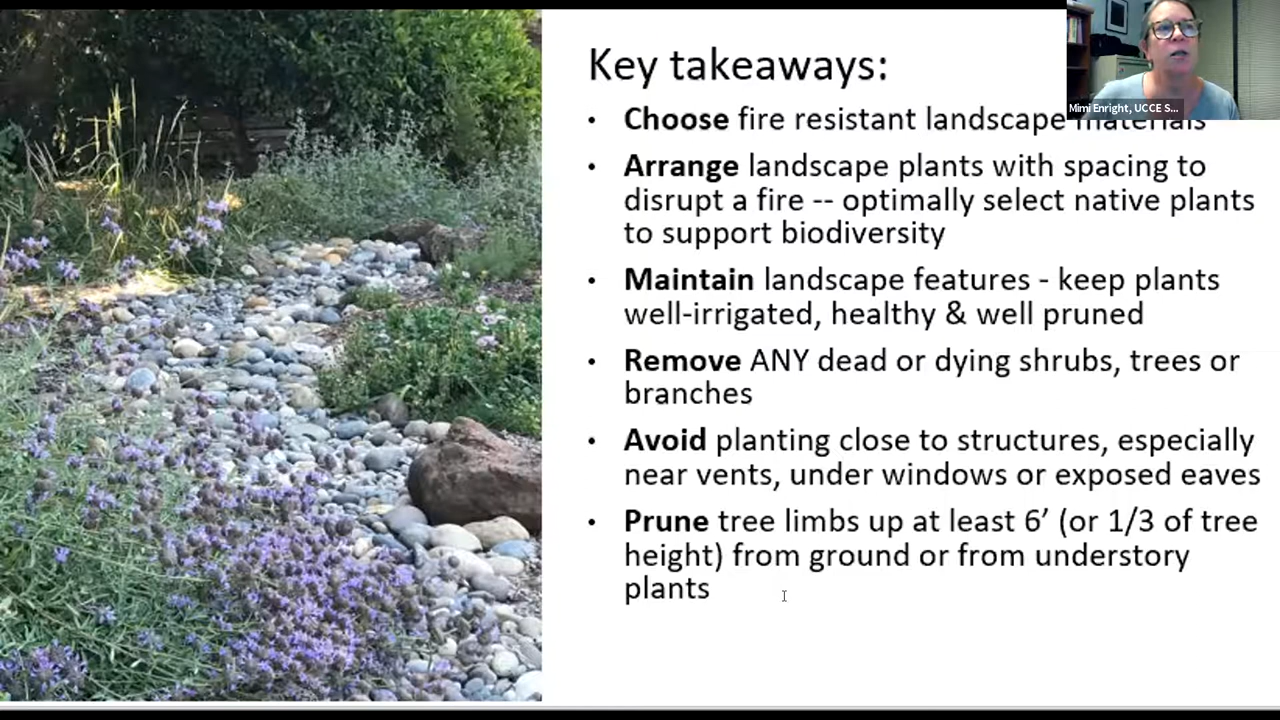 Key takeaways:
Mimi Enright, UCCE S...
• Choose fire resistant landscape materials
• Arrange landscape plants with spacing to
disrupt a fire -- optimally select native plants
to support biodiversity
• Maintain landscape features - keep plants
well-irrigated, healthy & well pruned
• Remove ANY dead or dying shrubs, trees or
branches
• Avoid planting close to structures, especially
near vents, under windows or exposed eaves
• Prune tree limbs up at least 6’ (or 1/3 of tree
height) from ground or from understory
plants